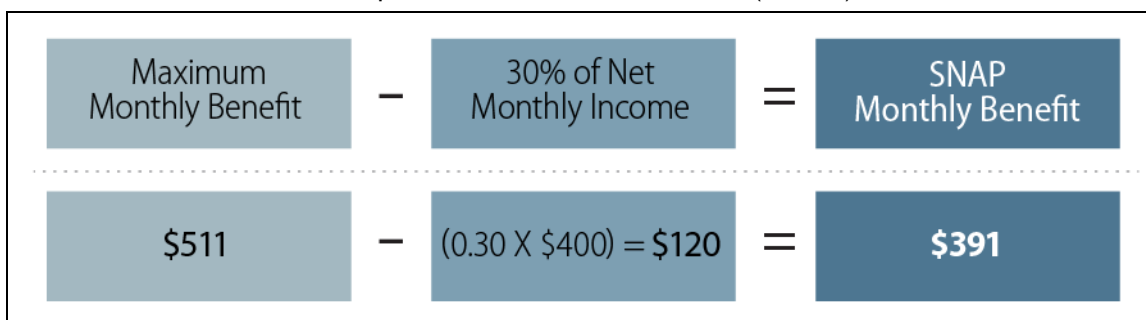 Maximum
Monthly Benefit
–
30% of Net
Monthly Income
=
SNAP
Monthly Benefit
$511
–
(0.30 X $400) = $120
=
$391